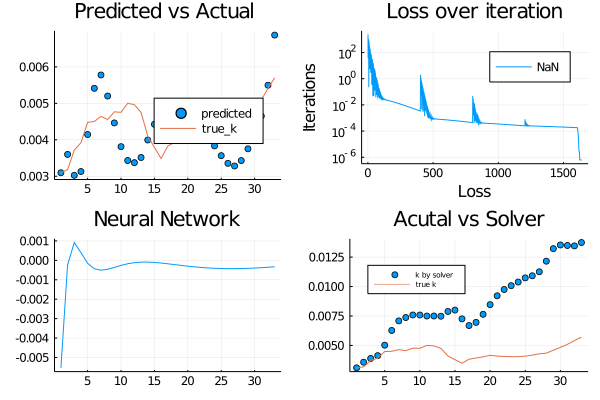 Predicted vs Actual
0.006
0.005
0.004
0.003
predicted
true_k
5 10 15 20 25 30
Loss over iteration
Iterations
10^2
10^0
10^-2
10^-4
10^-6
NaN
0 500 1000 1500
Loss
Neural Network
0.001
0.000
-0.001
-0.002
-0.003
-0.004
-0.005
5 10 15 20 25 30
Acutal vs Solver
0.0125
0.0100
0.0075
0.0050
k by solver
true k
5 10 15 20 25 30